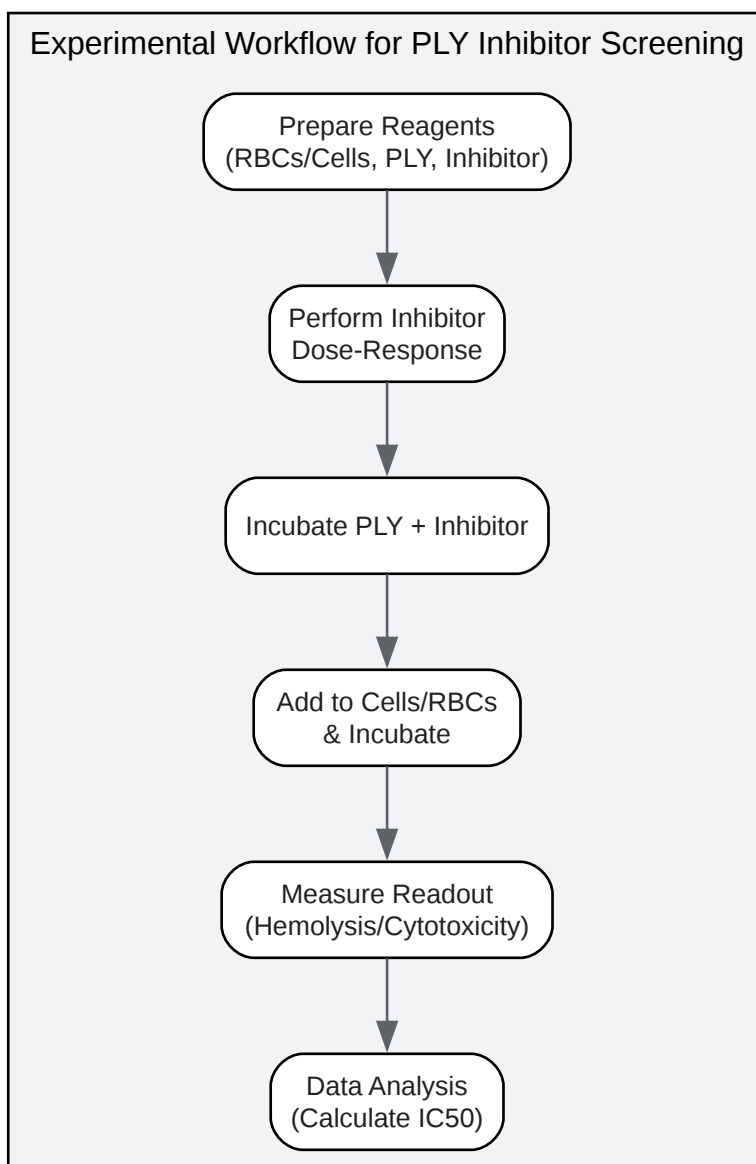 Experimental Workflow for PLY Inhibitor Screening
Prepare Reagents
(RBCs/Cells, PLY, Inhibitor)
Perform Inhibitor
Dose-Response
Incubate PLY + Inhibitor
Add to Cells/RBCs
& Incubate
Measure Readout
(Hemolysis/Cytotoxicity)
Data Analysis
(Calculate IC50)